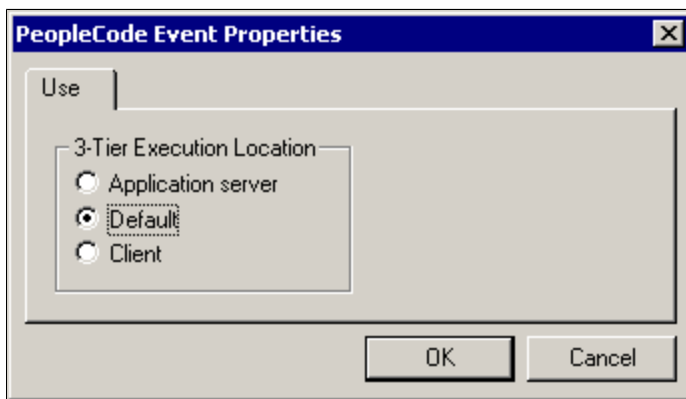 PeopleCode Event Properties
Use
3-Tier Execution Location
Application server
Default
Client
OK
Cancel